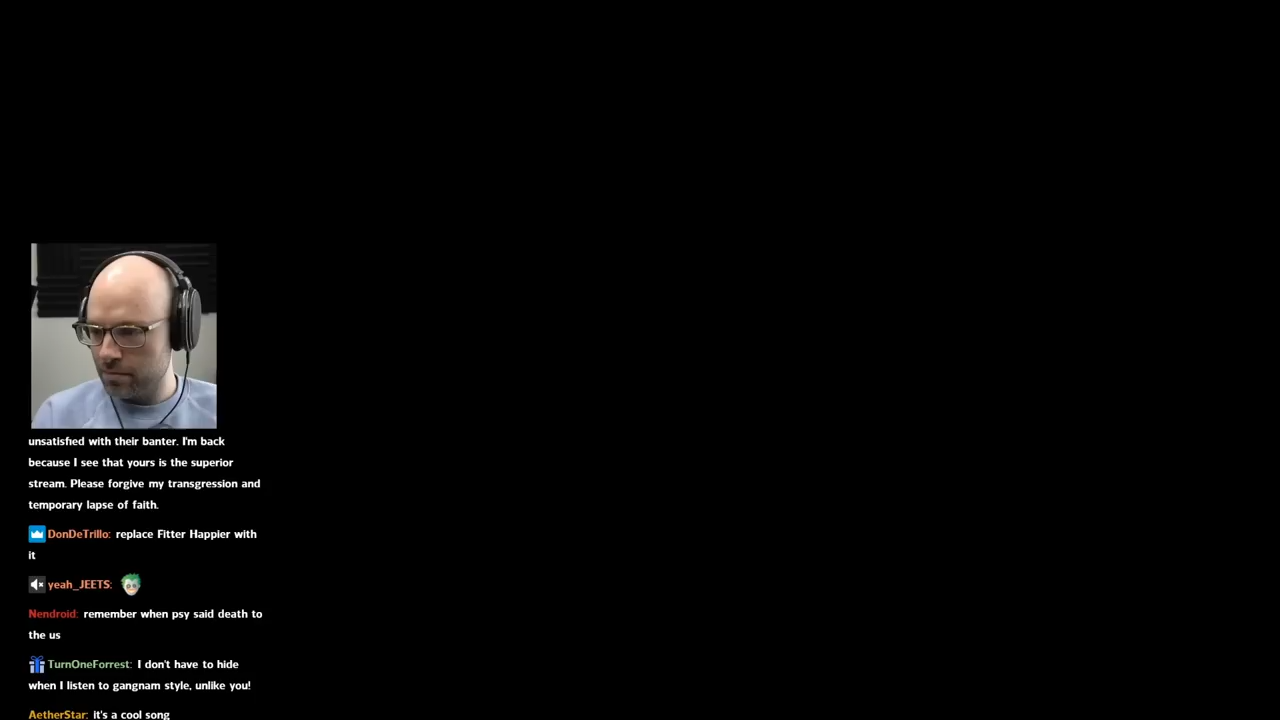 unsatisfied with their banter. I'm back
because I see that yours is the superior
stream. Please forgive my transgression and
temporary lapse of faith.
DonDeTrillo: replace Fitter Happier with
it
yeah_JEETS:
Nendroid: remember when psy said death to
the us
TurnOneForrest: I don't have to hide
when I listen to gangnam style, unlike you!
AetherStar: it's a cool song